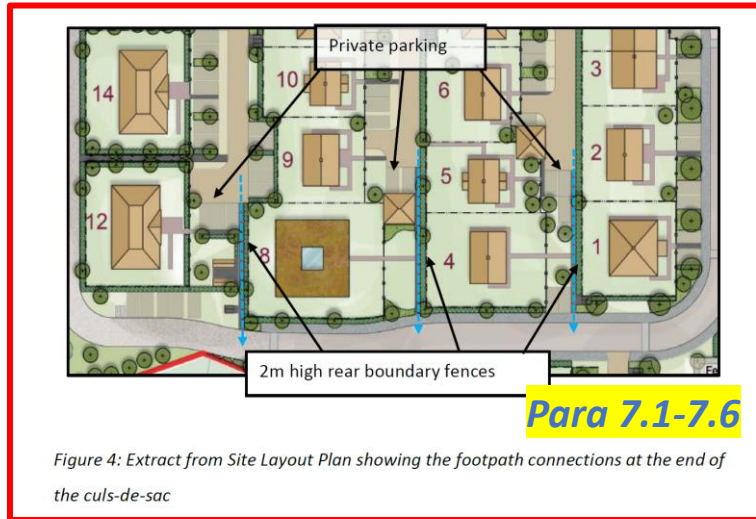 Private parking
14
10
6
3
9
5
2
12
8
4
1
2m high rear boundary fences
Para 7.1-7.6
Figure 4: Extract from Site Layout Plan showing the footpath connections at the end of
the culs-de-sac